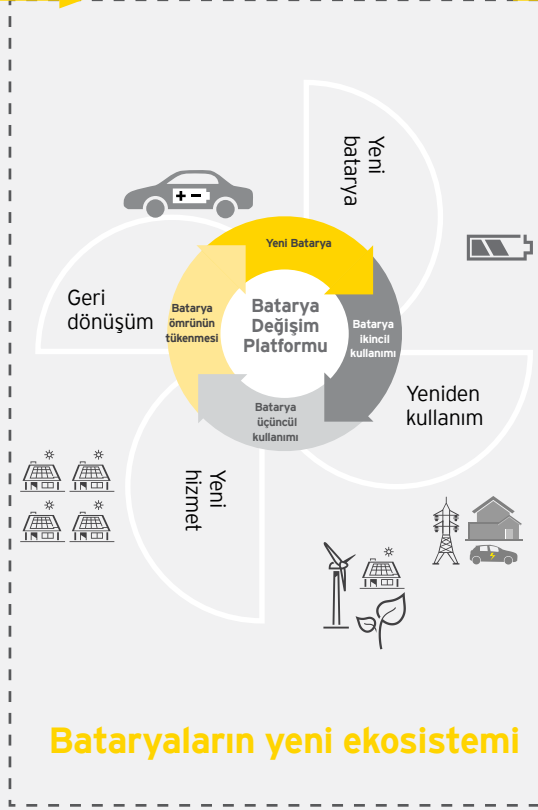 Yeni
batarya
Yeni Batarya
Geri
dönüşüm
Batarya
ömrünün
tükenmesi
Batarya
Değişim
Platformu
Batarya
ikincil
kullanımı
Batarya
üçüncül
kullanımı
Yeniden
kullanım
Yeni
hizmet
Bataryaların yeni ekosistemi